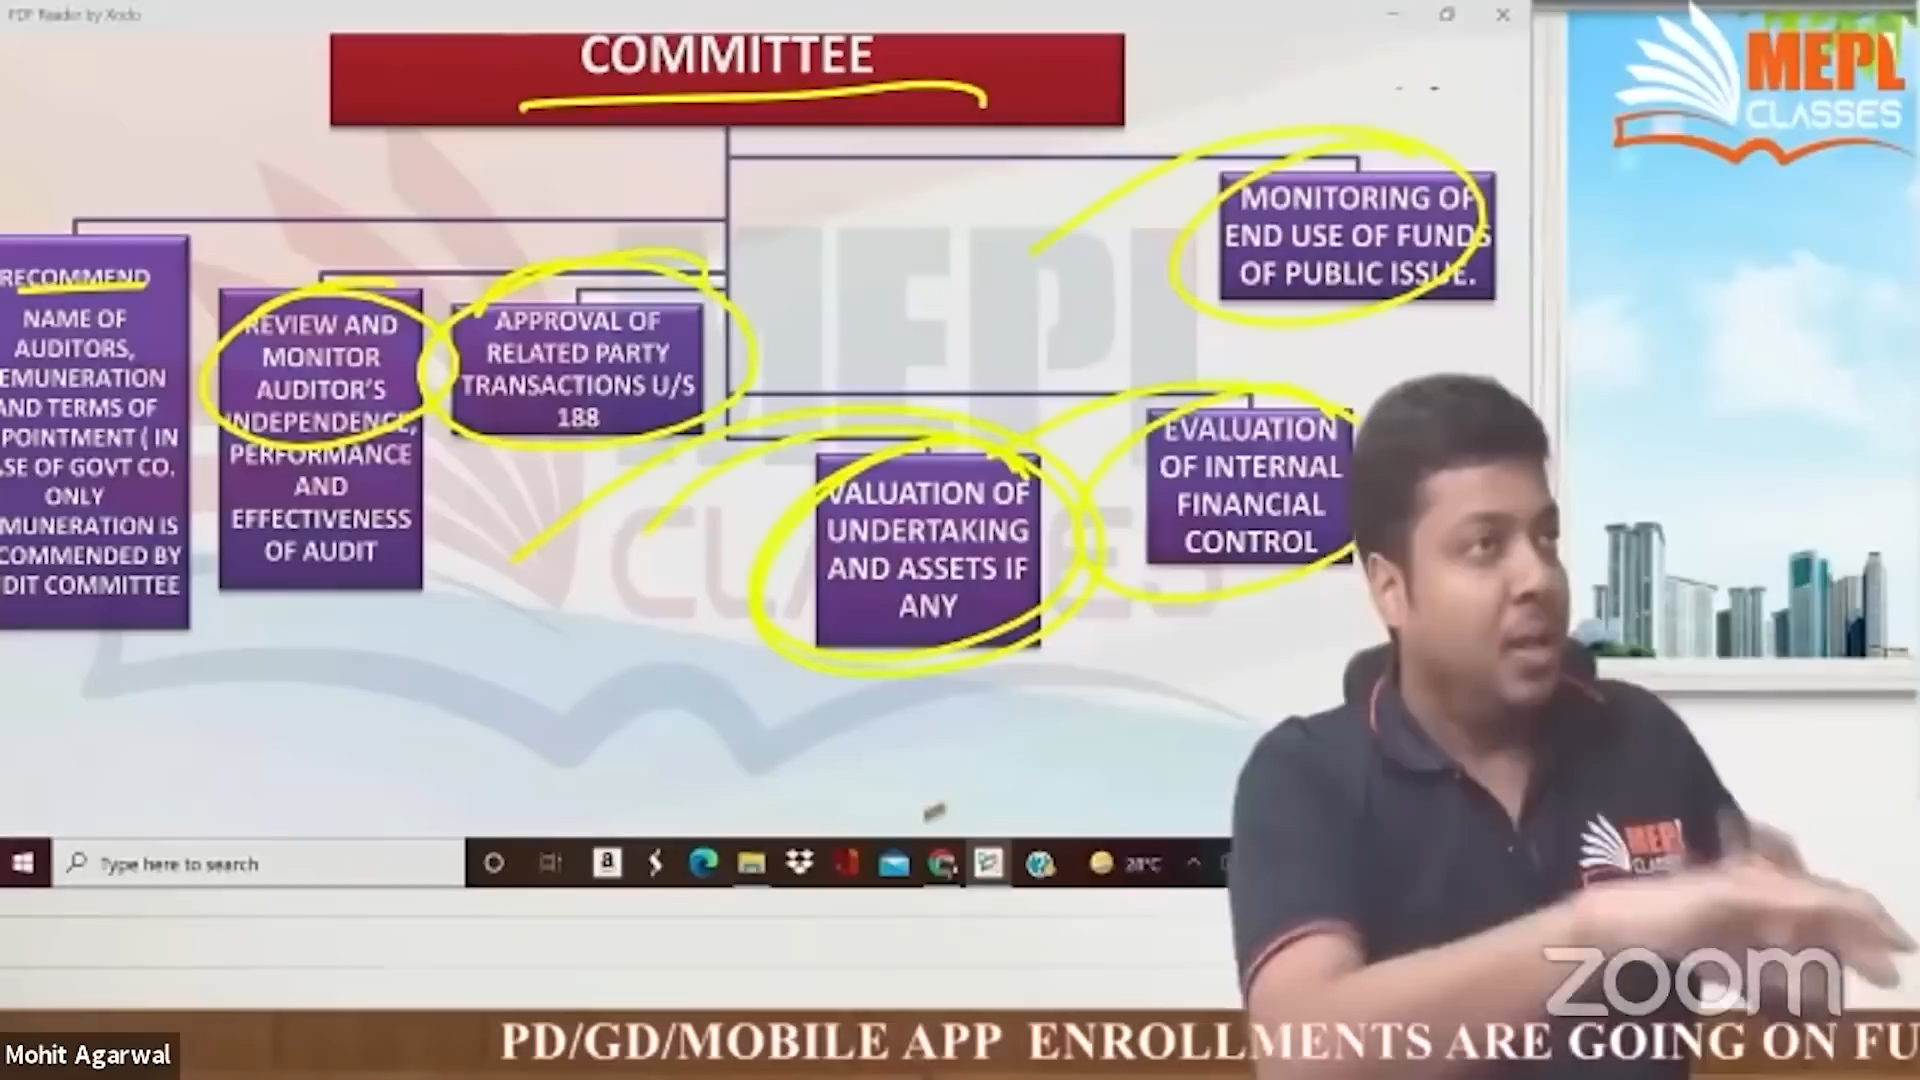 PDF Reader by Xodo
COMMITTEE
MEPL
CLASSES
MONITORING OF
END USE OF FUNDS
OF PUBLIC ISSUE.
RECOMMEND
NAME OF
AUDITORS,
EMUNERATION
AND TERMS OF
POINTMENT ( IN
SE OF GOVT CO.
ONLY
MUNERATION IS
COMMENDED BY
DIT COMMITTEE
REVIEW AND
MONITOR
AUDITOR'S
INDEPENDENCE,
PERFORMANCE
AND
EFFECTIVENESS
OF AUDIT
APPROVAL OF
RELATED PARTY
TRANSACTIONS U/S
188
VALUATION OF
UNDERTAKING
AND ASSETS IF
ANY
EVALUATION
OF INTERNAL
FINANCIAL
CONTROL
MEPL
CLASSES
Type here to search
28°C
MEPL
zoom
Mohit Agarwal
PD/GD/MOBILE APP ENROLLMENTS ARE GOING ON FU